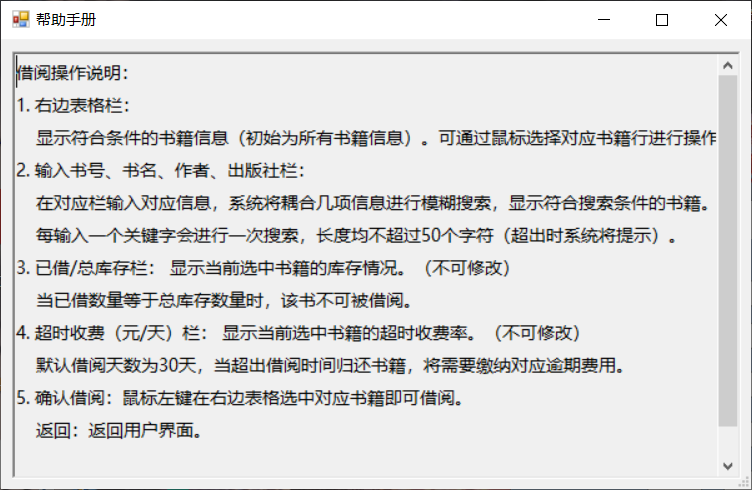 帮助手册
借阅操作说明：
1. 右边表格栏：
显示符合条件的书籍信息（初始为所有书籍信息）。可通过鼠标选择对应书籍行进行操作
2. 输入书号、书名、作者、出版社栏：
在对应栏输入对应信息，系统将耦合几项信息进行模糊搜索，显示符合搜索条件的书籍。
每输入一个关键字会进行一次搜索，长度均不超过50个字符（超出时系统将提示）。
3. 已借/总库存栏： 显示当前选中书籍的库存情况。（不可修改）
当已借数量等于总库存数量时，该书不可被借阅。
4. 超时收费（元/天）栏： 显示当前选中书籍的超时收费率。（不可修改）
默认借阅天数为30天，当超出借阅时间归还书籍，将需要缴纳对应逾期费用。
5. 确认借阅：鼠标左键在右边表格选中对应书籍即可借阅。
返回：返回用户界面。